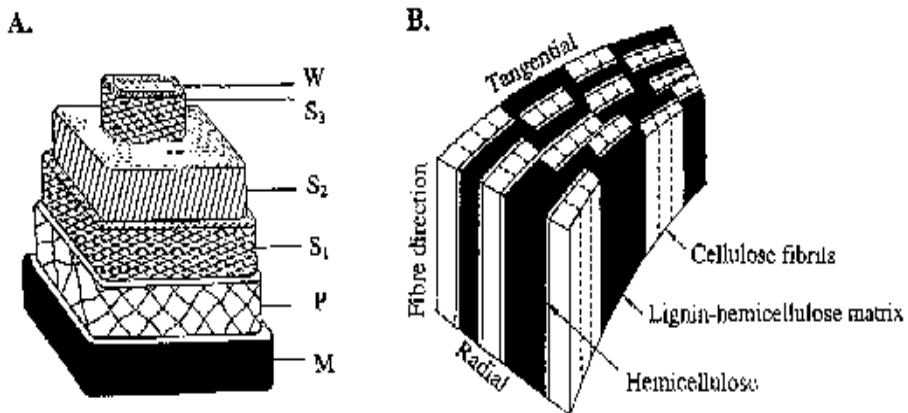 A.
W
S3
S2
S1
P
M
B.
Tangential
Fibre direction
Radial
Cellulose fibrils
Lignin-hemicellulose matrix
Hemicellulose